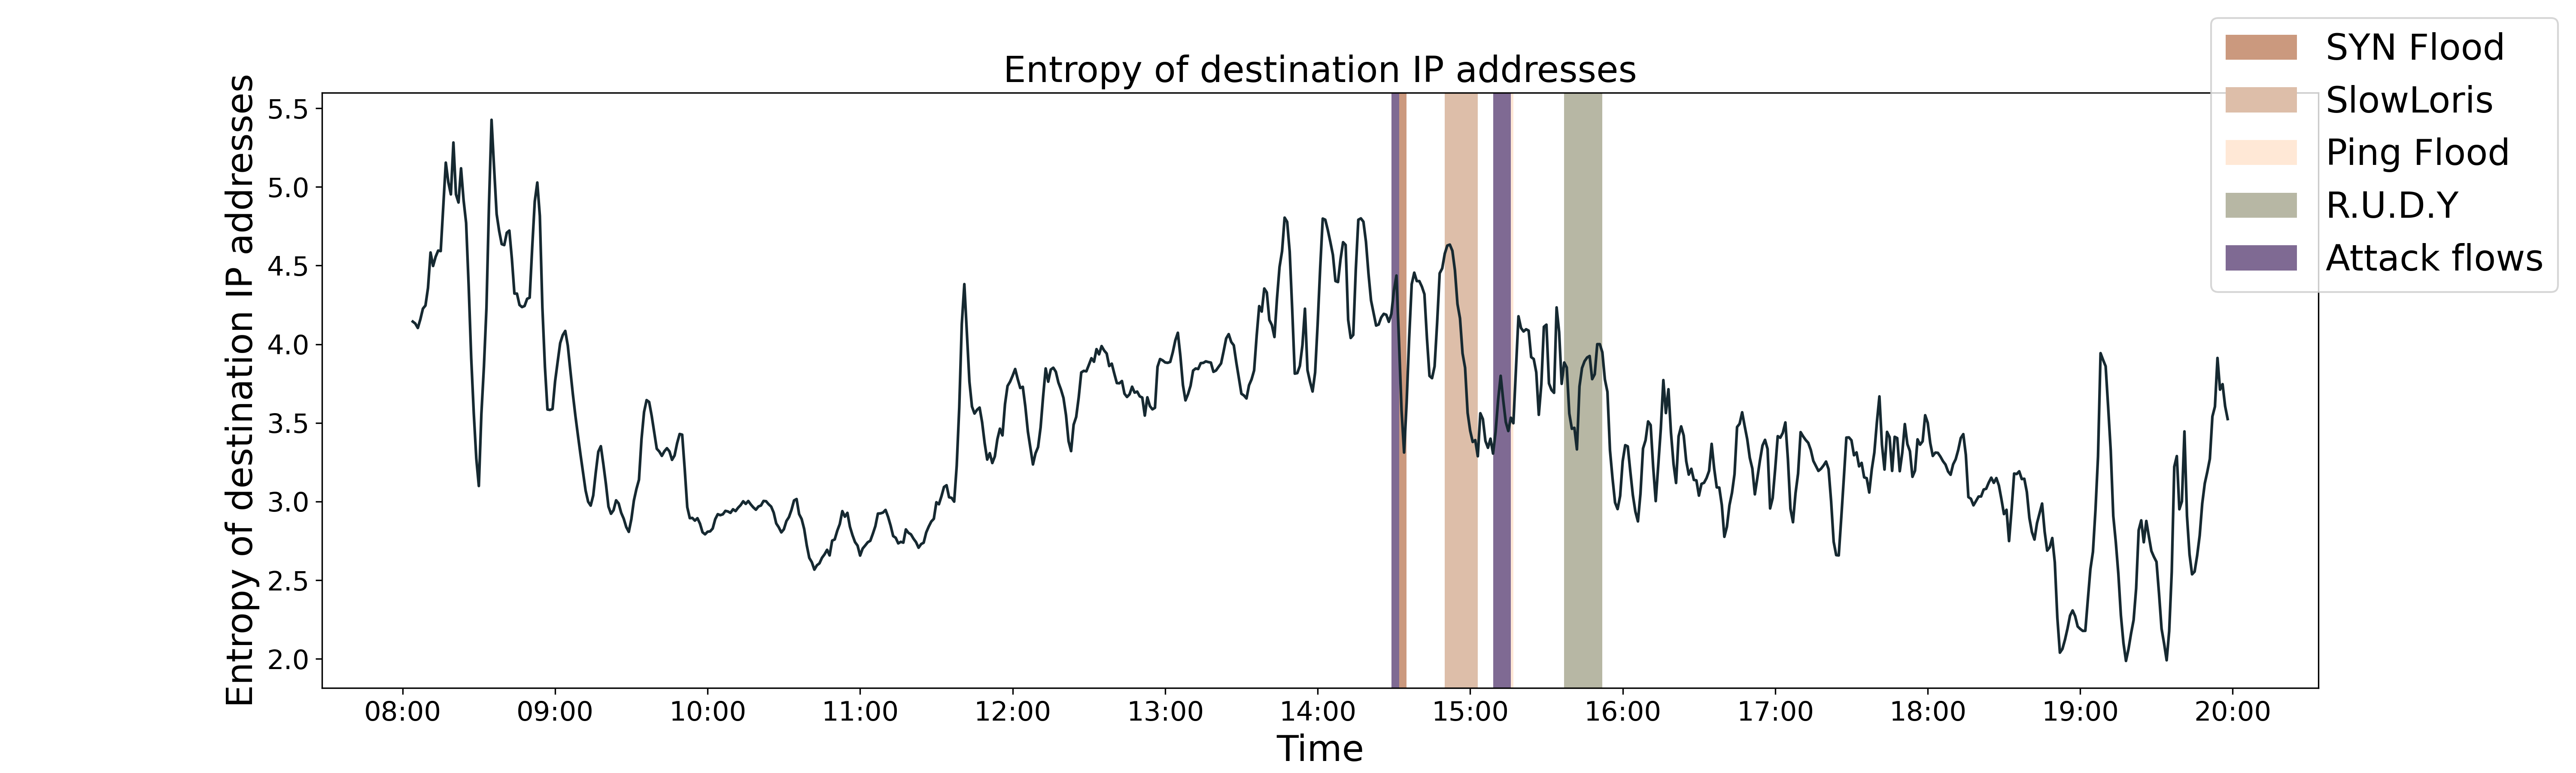 Entropy of destination IP addresses
SYN Flood
SlowLoris
Ping Flood
R.U.D.Y
Attack flows
Entropy of destination IP addresses
5.5
5.0
4.5
4.0
3.5
3.0
2.5
2.0
08:00 09:00 10:00 11:00 12:00 13:00 14:00 15:00 16:00 17:00 18:00 19:00 20:00
Time